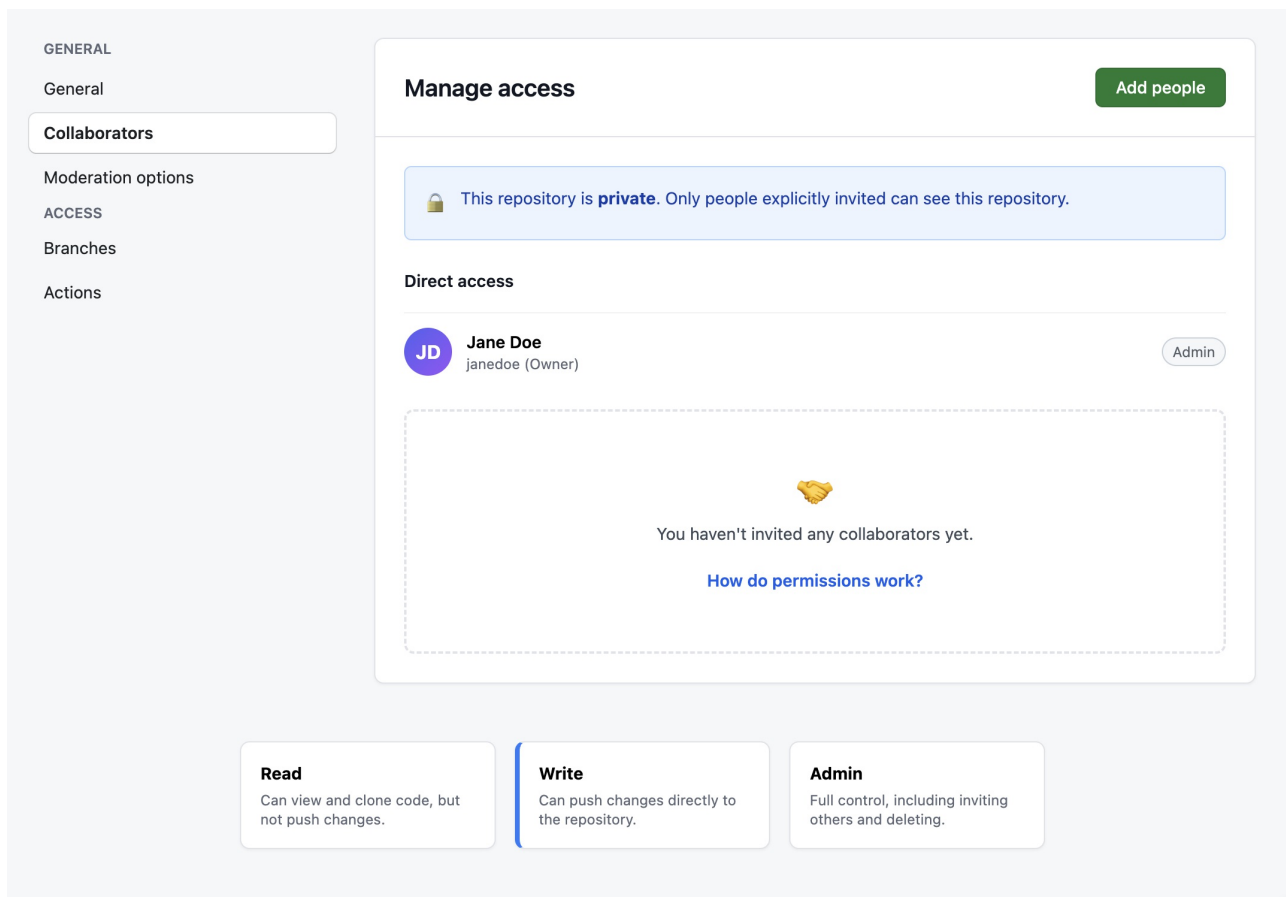 GENERAL
General
Collaborators
Moderation options
ACCESS
Branches
Actions
Manage access
Add people
This repository is private. Only people explicitly invited can see this repository.
Direct access
JD
Jane Doe
janedoe (Owner)
Admin
You haven't invited any collaborators yet.
How do permissions work?
Read
Can view and clone code, but
not push changes.
Write
Can push changes directly to
the repository.
Admin
Full control, including inviting
others and deleting.